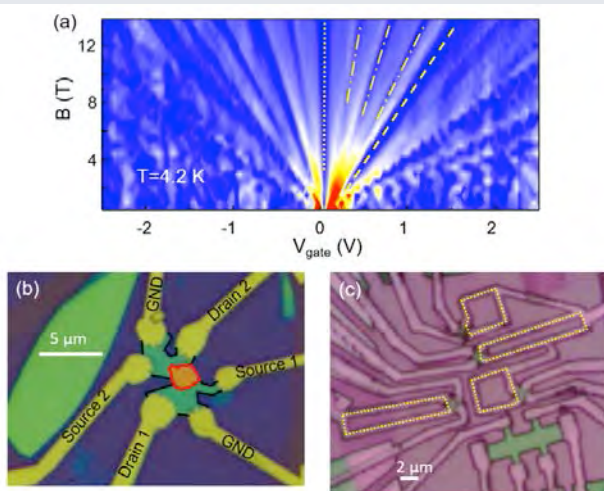 (a)
12
8
4
B (T)
T=4.2 K
-2
-1
0
1
2
V_gate (V)
(b)
5 μm
GND
Drain 2
Source 1
Source 2
Drain 1
GND
(c)
2 μm